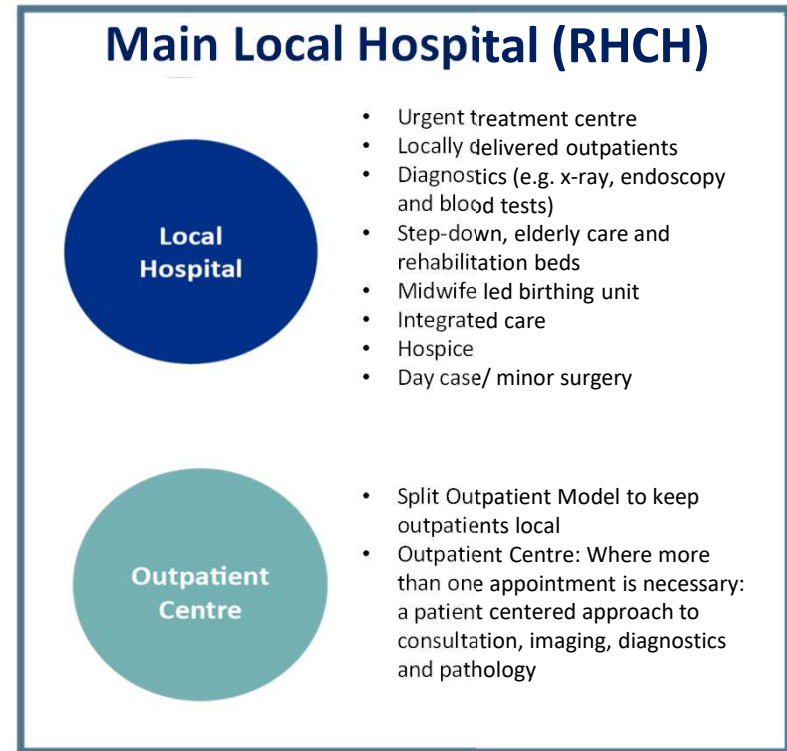 Main Local Hospital (RHCH)
Local
Hospital
• Urgent treatment centre
• Locally delivered outpatients
• Diagnostics (e.g. x-ray, endoscopy
and blood tests)
• Step-down, elderly care and
rehabilitation beds
• Midwife led birthing unit
• Integrated care
• Hospice
• Day case/ minor surgery
Outpatient
Centre
• Split Outpatient Model to keep
outpatients local
• Outpatient Centre: Where more
than one appointment is necessary:
a patient centered approach to
consultation, imaging, diagnostics
and pathology